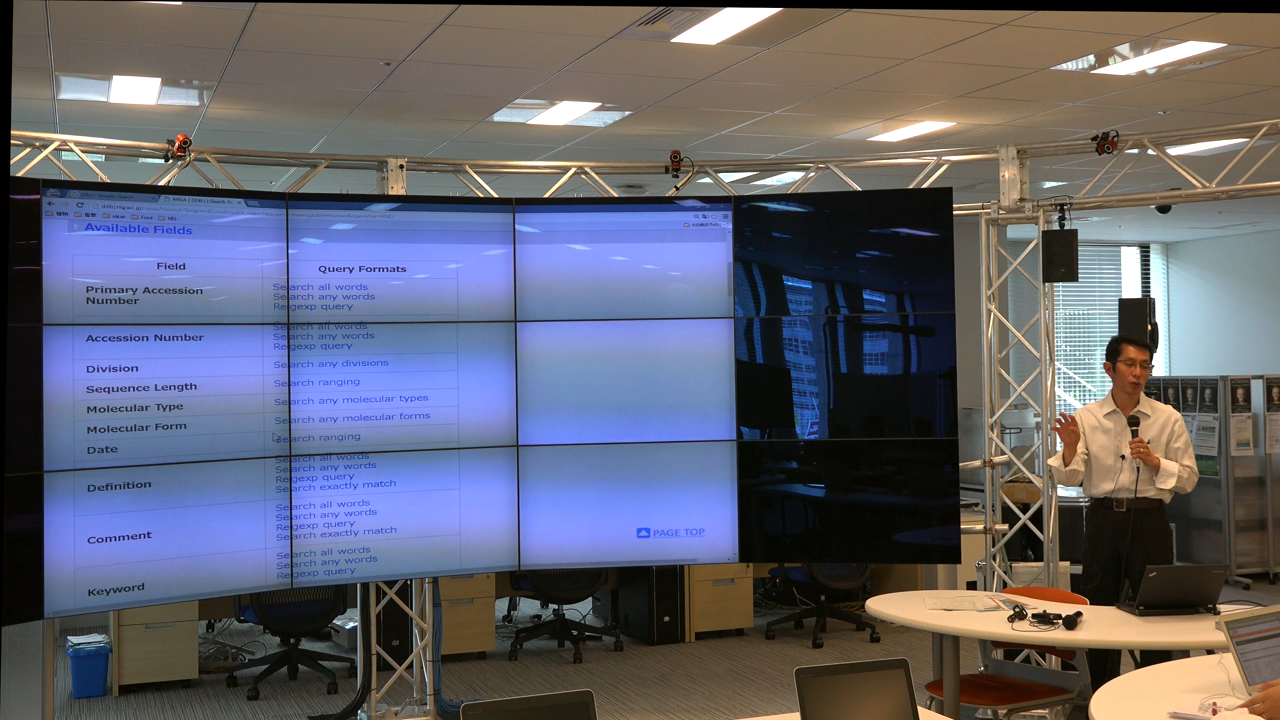 Available Fields
Field
Query Formats
Primary Accession
Number
Search all words
Search any words
Regexp query
Accession Number
Search all words
Search any words
Regexp query
Division
Search any divisions
Sequence Length
Search ranging
Molecular Type
Search any molecular types
Molecular Form
Search any molecular forms
Date
Search ranging
Definition
Search all words
Search any words
Regexp query
Search exactly match
Comment
Search all words
Search any words
Regexp query
Search exactly match
Keyword
Search all words
Search any words
Regexp query
PAGE TOP